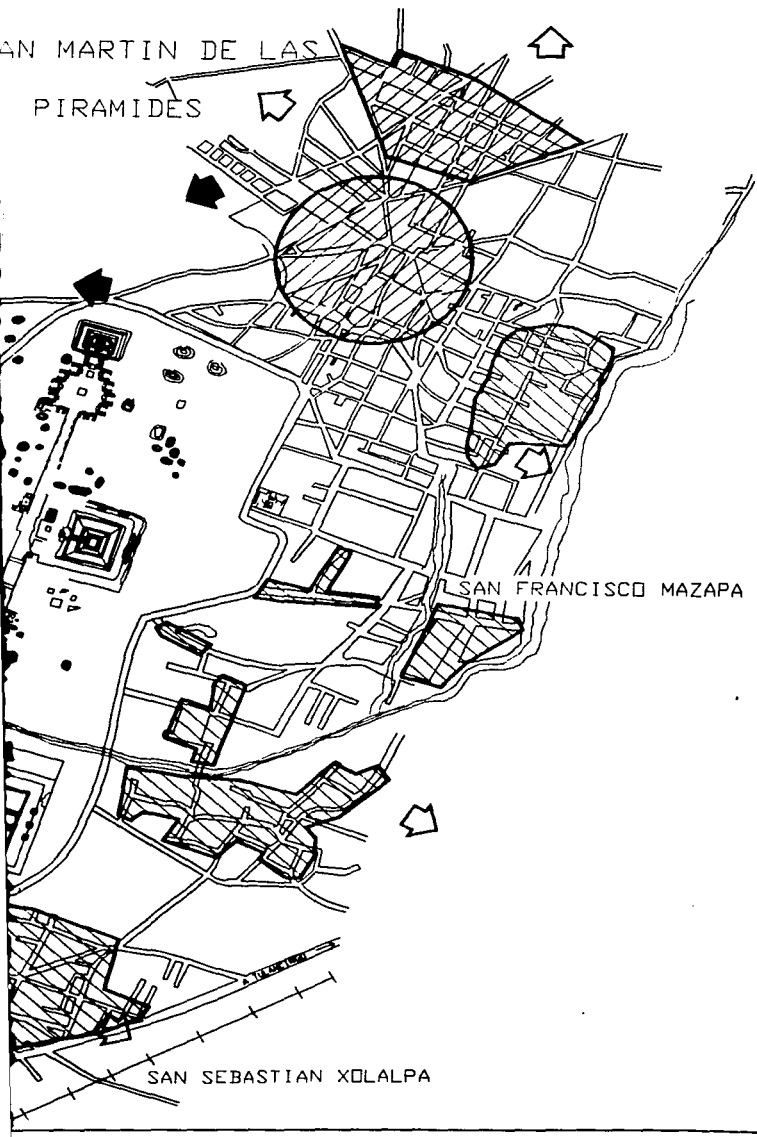 AN MARTIN DE LAS
PIRAMIDES
SAN FRANCISCO MAZAPA
A
SAN SEBASTIAN XOLALPA